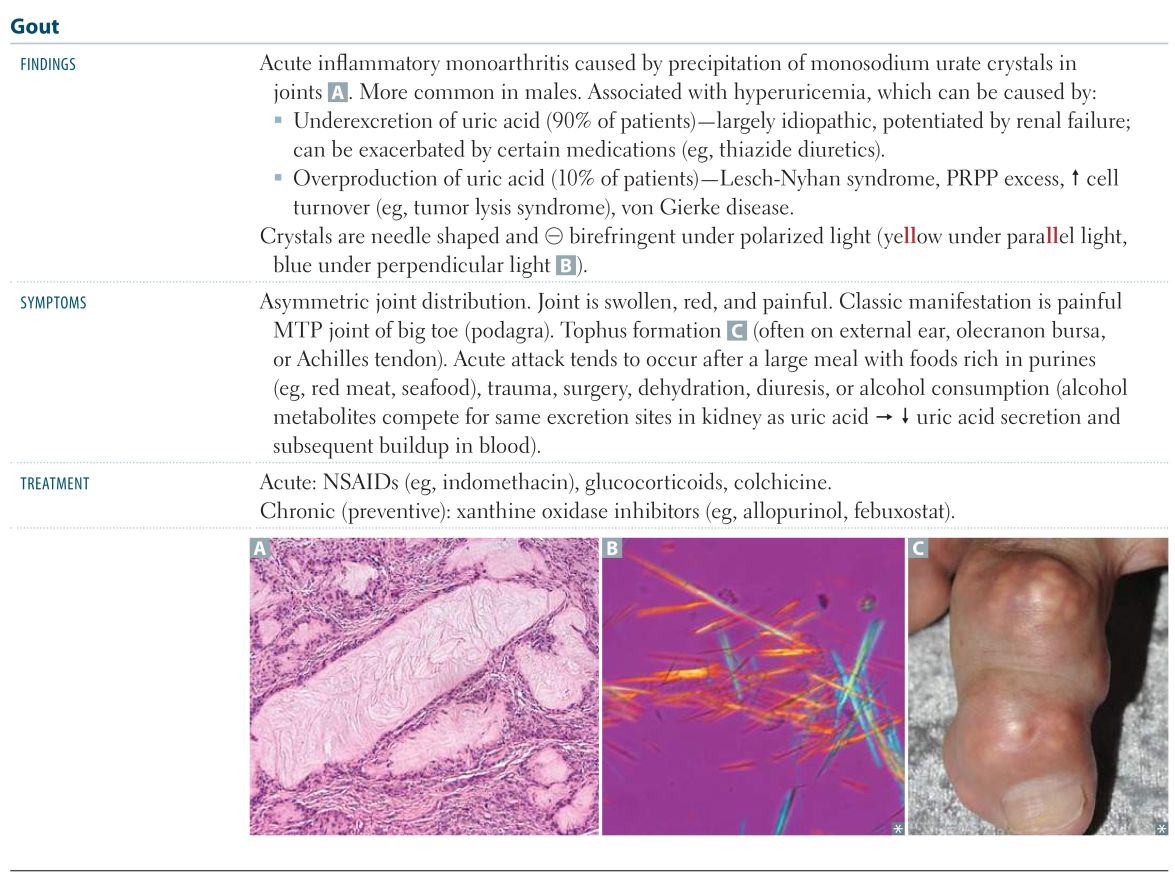 Gout
FINDINGS
Acute inflammatory monoarthritis caused by precipitation of monosodium urate crystals in
joints A. More common in males. Associated with hyperuricemia, which can be caused by:
▪ Underexcretion of uric acid (90% of patients)—largely idiopathic, potentiated by renal failure;
can be exacerbated by certain medications (eg, thiazide diuretics).
▪ Overproduction of uric acid (10% of patients)—Lesch-Nyhan syndrome, PRPP excess, ↑ cell
turnover (eg, tumor lysis syndrome), von Gierke disease.
Crystals are needle shaped and ⊖ birefringent under polarized light (yellow under parallel light,
blue under perpendicular light B).
SYMPTOMS
Asymmetric joint distribution. Joint is swollen, red, and painful. Classic manifestation is painful
MTP joint of big toe (podagra). Tophus formation C (often on external ear, olecranon bursa,
or Achilles tendon). Acute attack tends to occur after a large meal with foods rich in purines
(eg, red meat, seafood), trauma, surgery, dehydration, diuresis, or alcohol consumption (alcohol
metabolites compete for same excretion sites in kidney as uric acid → ↓ uric acid secretion and
subsequent buildup in blood).
TREATMENT
Acute: NSAIDs (eg, indomethacin), glucocorticoids, colchicine.
Chronic (preventive): xanthine oxidase inhibitors (eg, allopurinol, febuxostat).
A
B
C
*
*